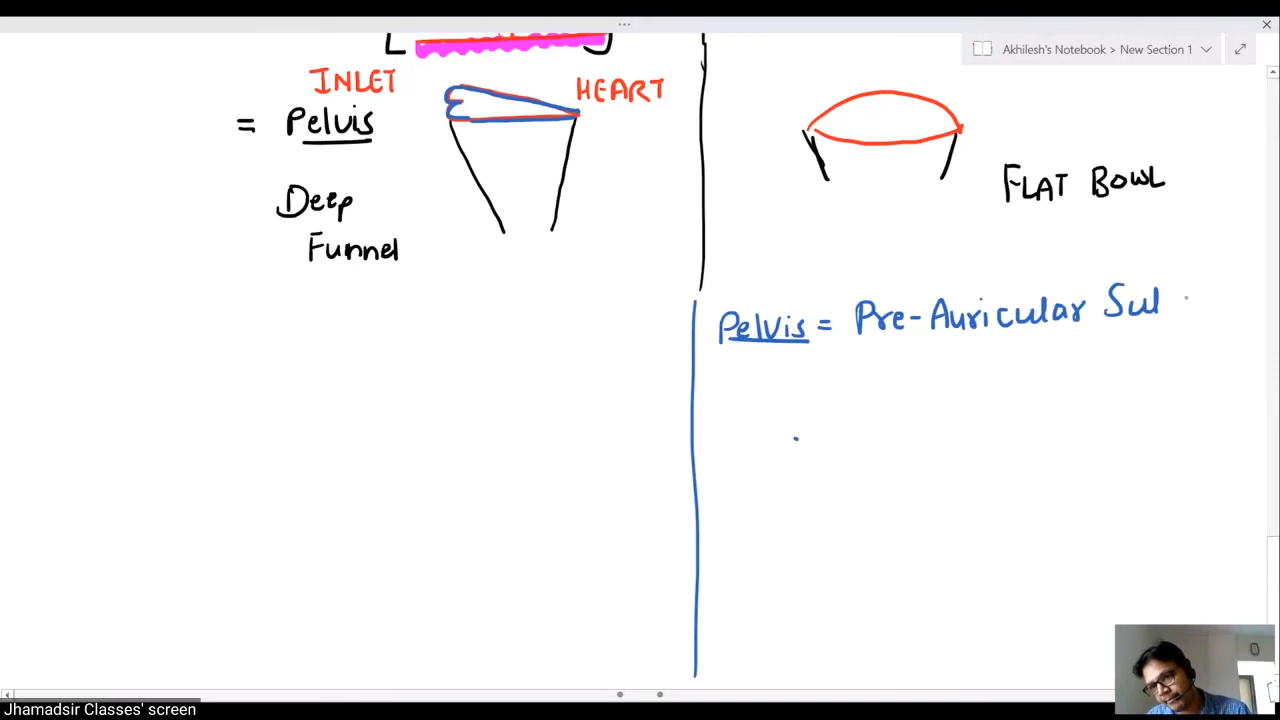 Akhilesh's Notebook > New Section 1
INLET
HEART
= Pelvis
Deep
Funnel
FLAT BOWL
Pelvis = Pre-Auricular Sul
Jhamadsir Classes' screen